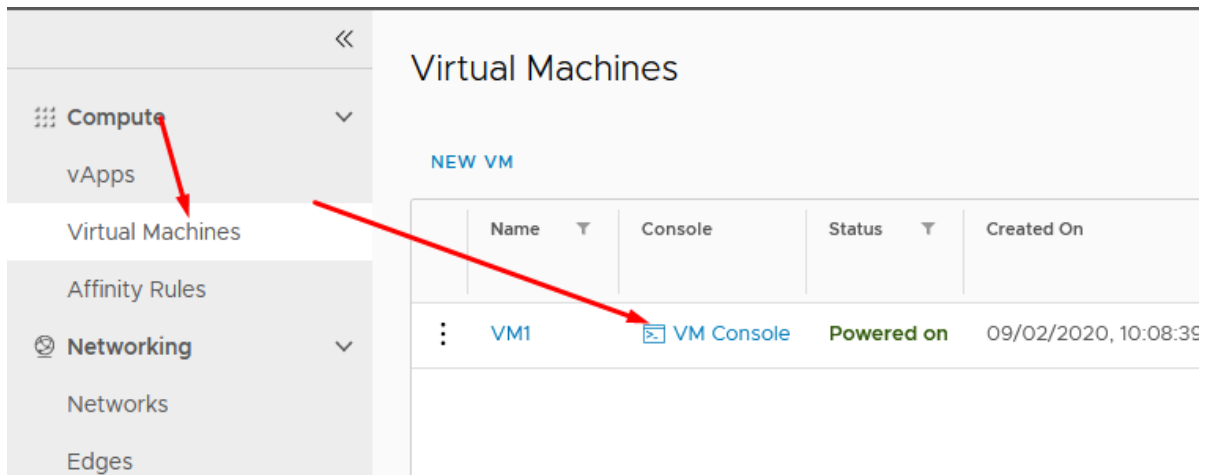 Virtual Machines
Compute
vApps
Virtual Machines
Affinity Rules
Networking
Networks
Edges
NEW VM
Name Console Status Created On
VM1 VM Console Powered on 09/02/2020, 10:08:39